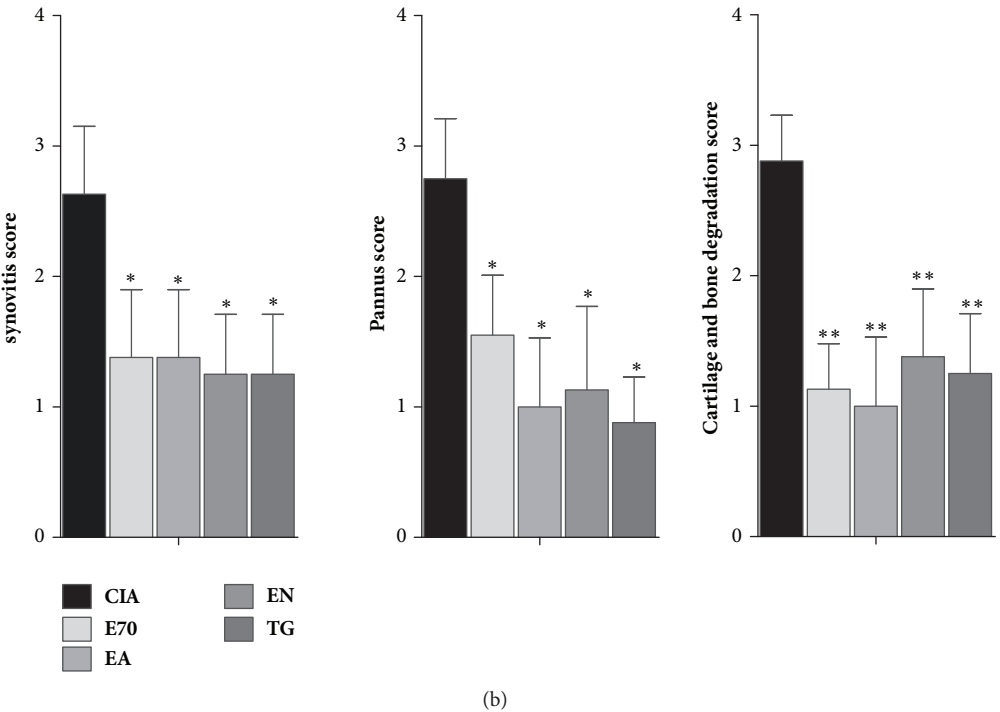 synovitis score
4
3
2
1
0
* * * *
Pannus score
4
3
2
1
0
* * * *
Cartilage and bone degradation score
4
3
2
1
0
** ** ** **
CIA
E70
EA
EN
TG
(b)